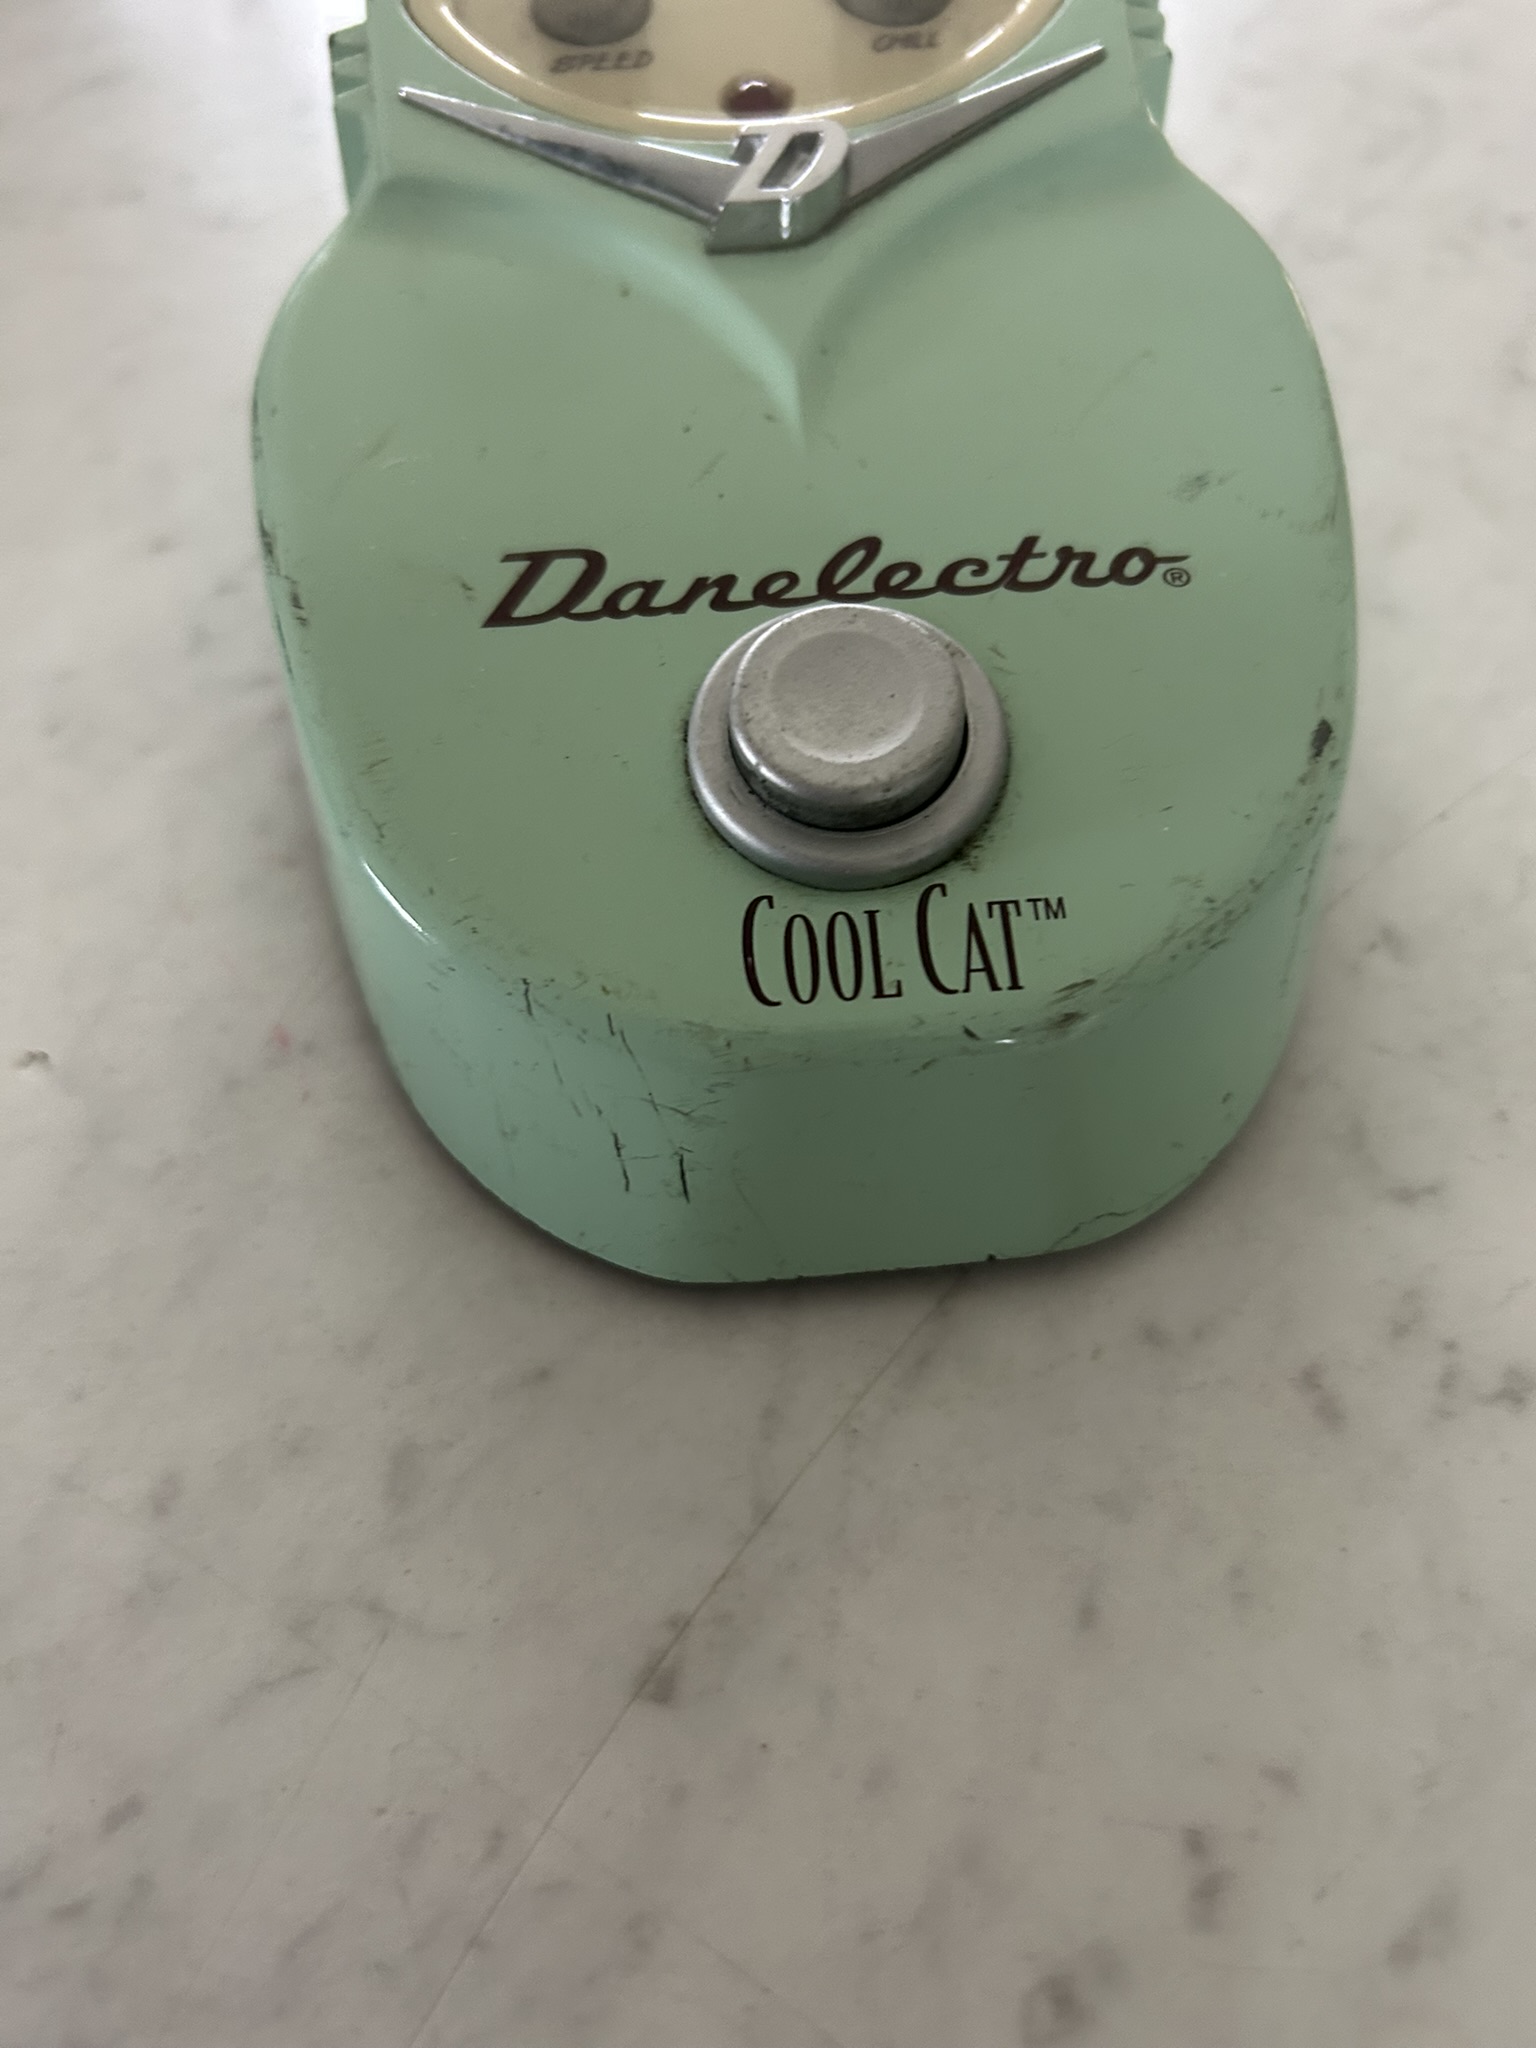 SPEED CHILL
D
Danelectro®
COOL CAT™